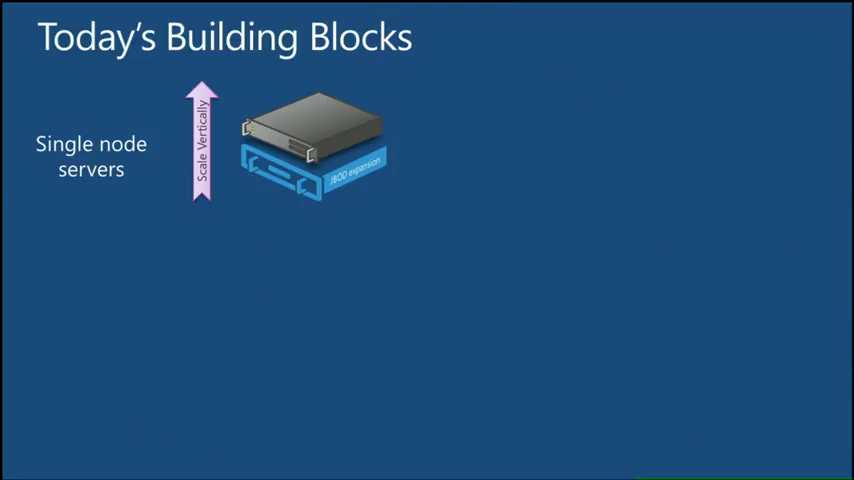 Today's Building Blocks
Scale Vertically
Single node
servers
JBOD expansion